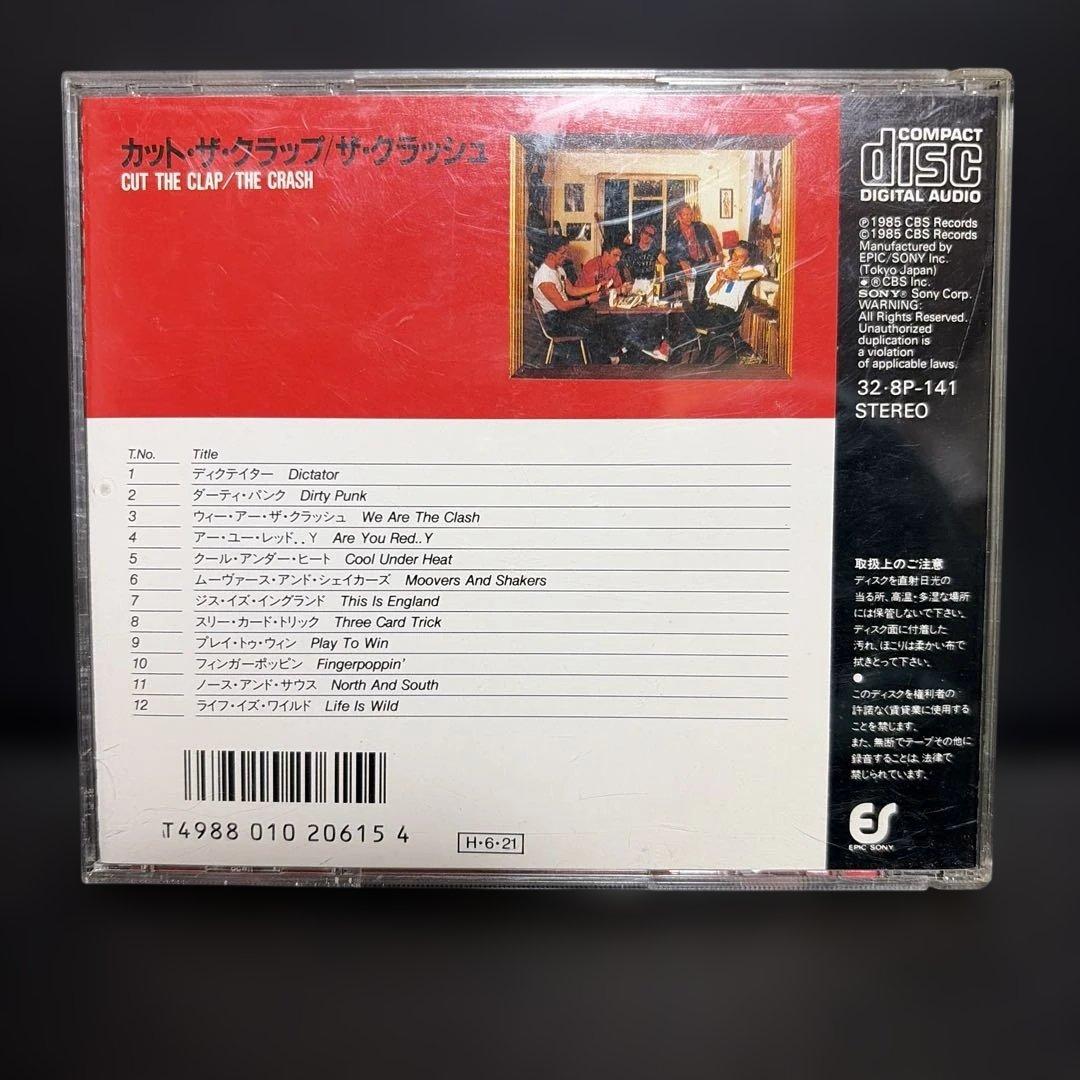 カット・ザ・クラップ/ザ・クラッシュ
CUT THE CLAP/THE CRASH
T.No. Title
1 ディクテイター Dictator
2 ダーティ・パンク Dirty Punk
3 ウィー・アー・ザ・クラッシュ We Are The Clash
4 アー・ユー・レッド..Y Are You Red..Y
5 クール・アンダー・ヒート Cool Under Heat
6 ムーヴァース・アンド・シェイカーズ Moovers And Shakers
7 ジス・イズ・イングランド This Is England
8 スリー・カード・トリック Three Card Trick
9 プレイ・トゥ・ウィン Play To Win
10 フィンガーポッピン Fingerpoppin'
11 ノース・アンド・サウス North And South
12 ライフ・イズ・ワイルド Life Is Wild
T4988 010 20615 4
H・6・21
COMPACT
disc
DIGITAL AUDIO
℗1985 CBS Records
©1985 CBS Records
Manufactured by
EPIC/SONY Inc.
(Tokyo Japan)
®CBS Inc.
SONY® Sony Corp.
WARNING:
All Rights Reserved.
Unauthorized
duplication is
a violation
of applicable laws.
32・8P-141
STEREO
取扱上のご注意
ディスクを直射日光の
当る所、高温・多湿な場所
には保管しないで下さい。
ディスク面に付着した
汚れ、ほこりは柔かい布で
拭きとって下さい。
●
このディスクを権利者の
許諾なく賃貸業に使用する
ことを禁じます。
また、無断でテープその他に
録音することは、法律で
禁じられています。
ES
EPIC SONY